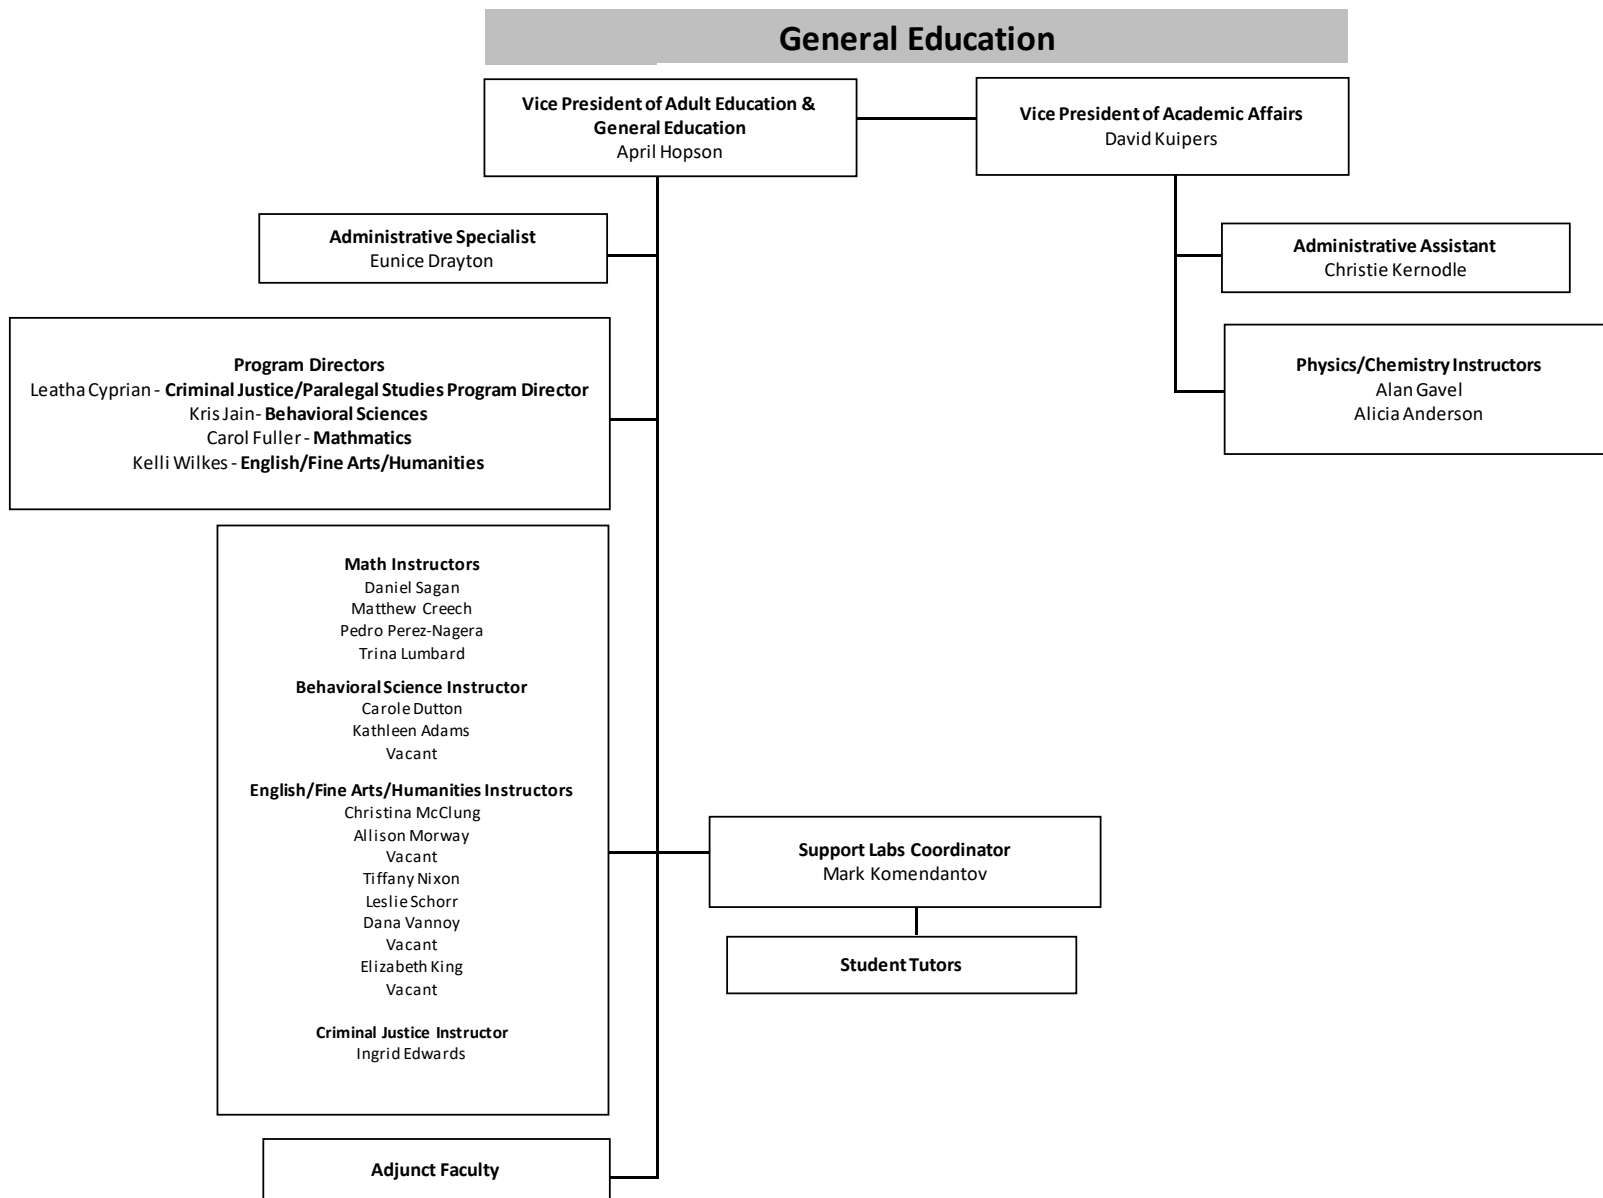 General Education
Vice President of Adult Education &
General Education
April Hopson
Vice President of Academic Affairs
David Kuipers
Administrative Specialist
Eunice Drayton
Administrative Assistant
Christie Kernodle
Program Directors
Leatha Cyprian - Criminal Justice/Paralegal Studies Program Director
Kris Jain- Behavioral Sciences
Carol Fuller - Mathmatics
Kelli Wilkes - English/Fine Arts/Humanities
Physics/Chemistry Instructors
Alan Gavel
Alicia Anderson
Math Instructors
Daniel Sagan
Matthew Creech
Pedro Perez-Nagera
Trina Lumbard
Behavioral Science Instructor
Carole Dutton
Kathleen Adams
Vacant
English/Fine Arts/Humanities Instructors
Christina McClung
Allison Morway
Vacant
Tiffany Nixon
Leslie Schorr
Dana Vannoy
Vacant
Elizabeth King
Vacant
Criminal Justice Instructor
Ingrid Edwards
Support Labs Coordinator
Mark Komendantov
Student Tutors
Adjunct Faculty